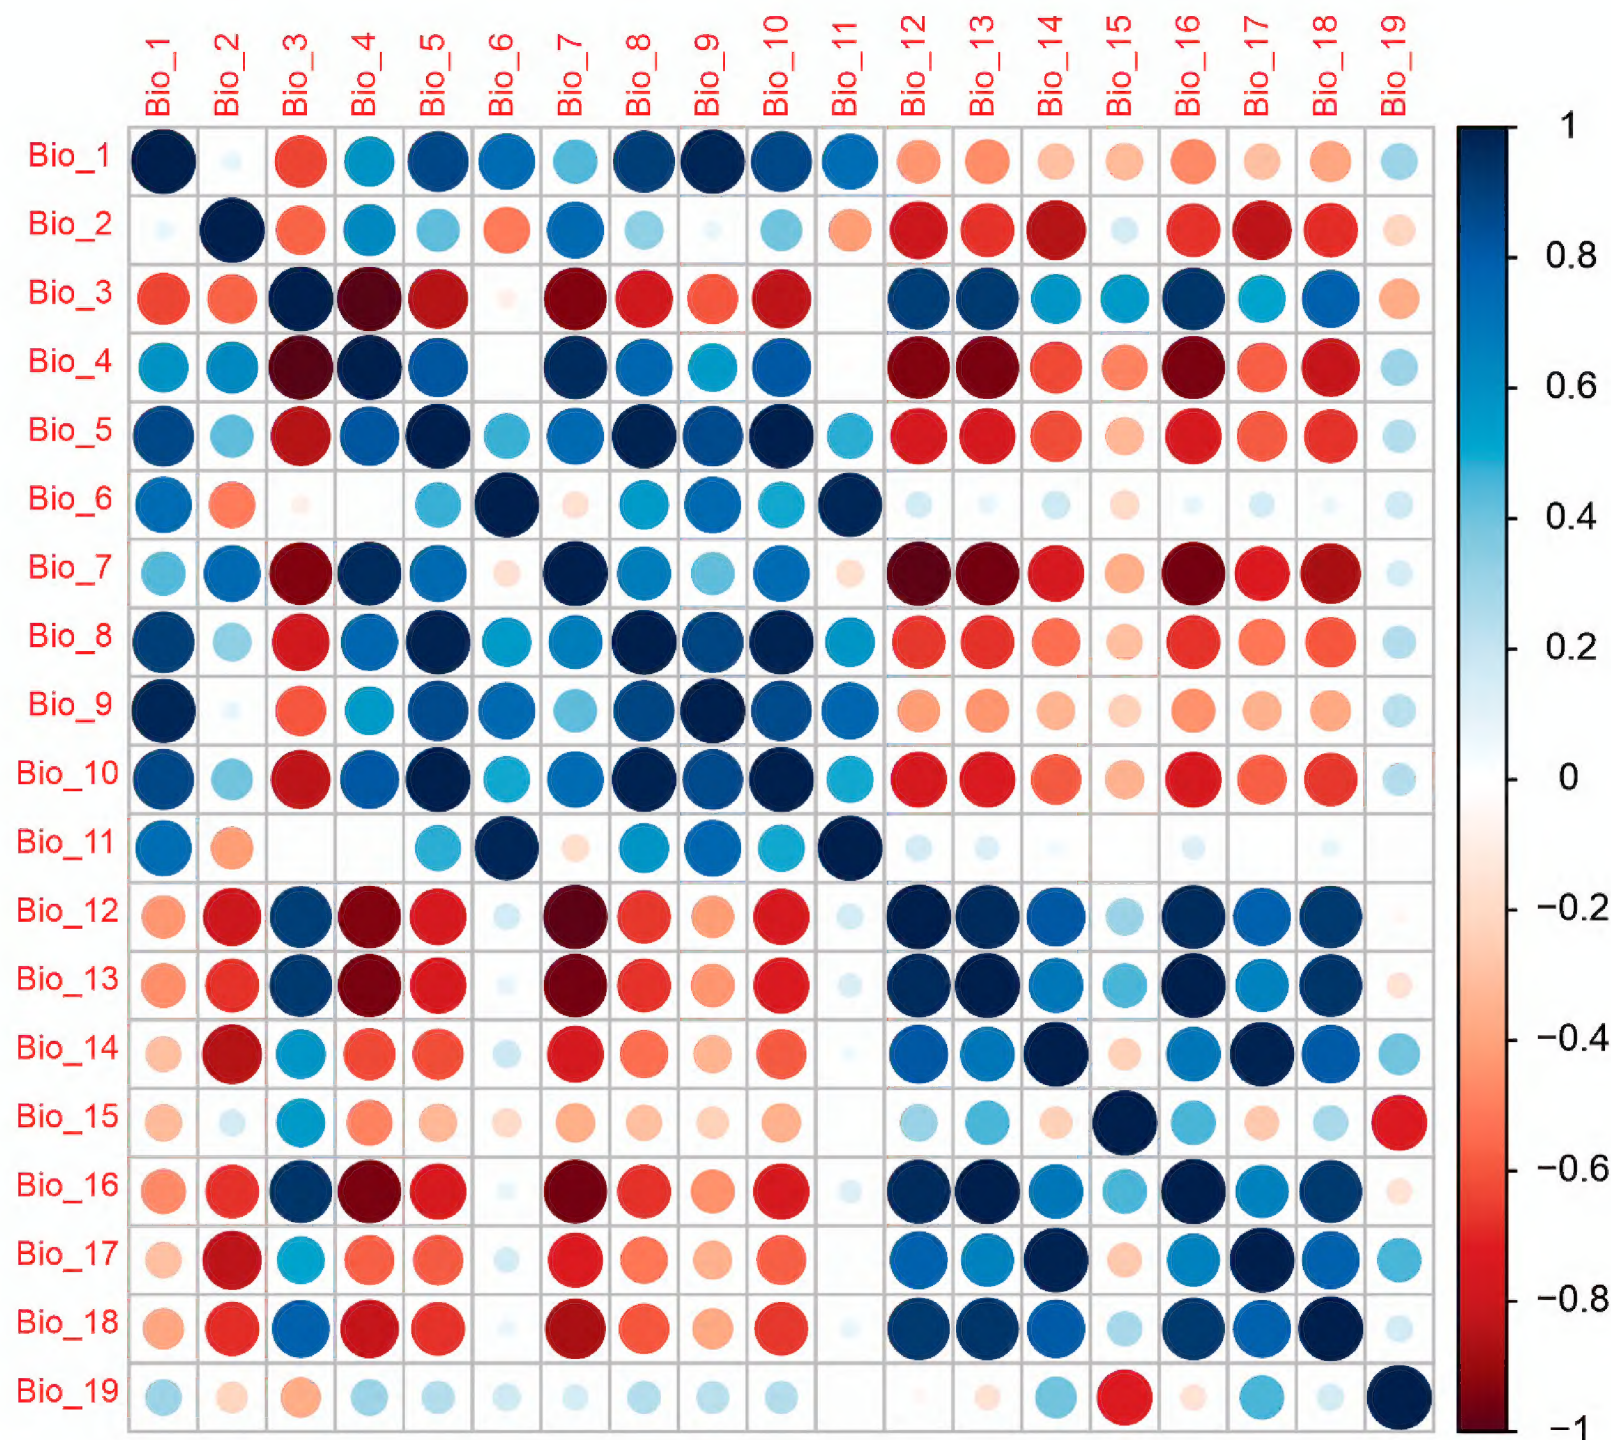 Bio_1 Bio_2 Bio_3 Bio_4 Bio_5 Bio_6 Bio_7 Bio_8 Bio_9 Bio_10 Bio_11 Bio_12 Bio_13 Bio_14 Bio_15 Bio_16 Bio_17 Bio_18 Bio_19
Bio_1
Bio_2
Bio_3
Bio_4
Bio_5
Bio_6
Bio_7
Bio_8
Bio_9
Bio_10
Bio_11
Bio_12
Bio_13
Bio_14
Bio_15
Bio_16
Bio_17
Bio_18
Bio_19
1
0.8
0.6
0.4
0.2
0
−0.2
−0.4
−0.6
−0.8
−1